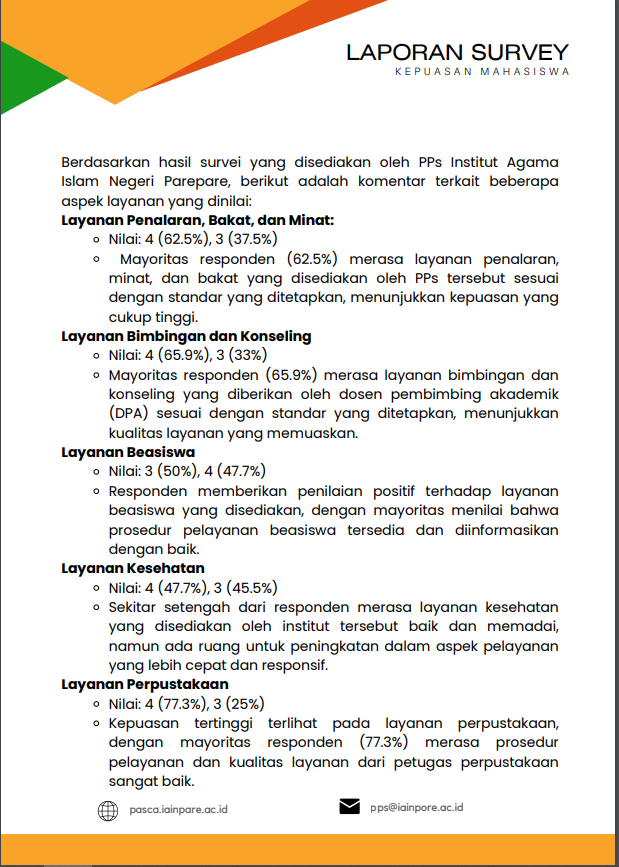 LAPORAN SURVEY
KEPUASAN MAHASISWA
Berdasarkan hasil survei yang disediakan oleh PPs Institut Agama
Islam Negeri Parepare, berikut adalah komentar terkait beberapa
aspek layanan yang dinilai:
Layanan Penalaran, Bakat, dan Minat:
Nilai: 4 (62.5%), 3 (37.5%)
Mayoritas responden (62.5%) merasa layanan penalaran,
minat, dan bakat yang disediakan oleh PPs tersebut sesuai
dengan standar yang ditetapkan, menunjukkan kepuasan yang
cukup tinggi.
Layanan Bimbingan dan Konseling
Nilai: 4 (65.9%), 3 (33%)
Mayoritas responden (65.9%) merasa layanan bimbingan dan
konseling yang diberikan oleh dosen pembimbing akademik
(DPA) sesuai dengan standar yang ditetapkan, menunjukkan
kualitas layanan yang memuaskan.
Layanan Beasiswa
Nilai: 3 (50%), 4 (47.7%)
Responden memberikan penilaian positif terhadap layanan
beasiswa yang disediakan, dengan mayoritas menilai bahwa
prosedur pelayanan beasiswa tersedia dan diinformasikan
dengan baik.
Layanan Kesehatan
Nilai: 4 (47.7%), 3 (45.5%)
Sekitar setengah dari responden merasa layanan kesehatan
yang disediakan oleh institut tersebut baik dan memadai,
namun ada ruang untuk peningkatan dalam aspek pelayanan
yang lebih cepat dan responsif.
Layanan Perpustakaan
Nilai: 4 (77.3%), 3 (25%)
Kepuasan tertinggi terlihat pada layanan perpustakaan,
dengan mayoritas responden (77.3%) merasa prosedur
pelayanan dan kualitas layanan dari petugas perpustakaan
sangat baik.
pasca.iainpare.ac.id
pps@iainpore.ac.id